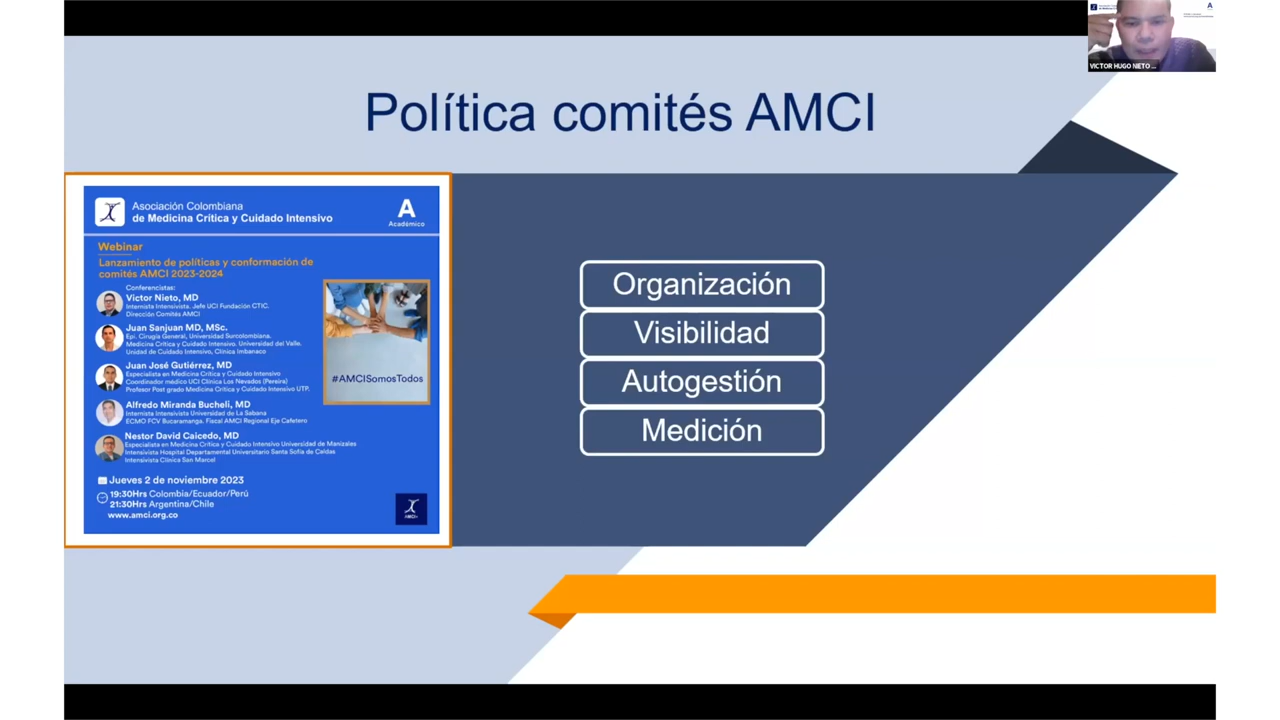 VICTOR HUGO NIETO ...
Política comités AMCI
Asociación Colombiana
de Medicina Crítica y Cuidado Intensivo
A
Académico
Webinar
Lanzamiento de políticas y conformación de
comités AMCI 2023-2024
Conferencistas:
Victor Nieto, MD
Internista Intensivista. Jefe UCI Fundación CTIC.
Dirección Comités AMCI
Juan Sanjuan MD, MSc.
Epi. Cirugía General, Universidad Surcolombiana.
Medicina Crítica y Cuidado Intensivo. Universidad del Valle.
Unidad de Cuidado Intensivo, Clínica Imbanaco
Juan José Gutiérrez, MD
Especialista en Medicina Crítica y Cuidado Intensivo
Coordinador médico UCI Clínica Los Nevados (Pereira)
Profesor Post grado Medicina Crítica y Cuidado Intensivo UTP.
Alfredo Miranda Bucheli, MD
Internista Intensivista Universidad de La Sabana
ECMO FCV Bucaramanga. Fiscal AMCI Regional Eje Cafetero
Nestor David Caicedo, MD
Especialista en Medicina Crítica y Cuidado Intensivo Universidad de Manizales
Intensivista Hospital Departamental Universitario Santa Sofía de Caldas
Intensivista Clínica San Marcel
#AMCISomosTodos
Jueves 2 de noviembre 2023
19:30Hrs Colombia/Ecuador/Perú
21:30Hrs Argentina/Chile
www.amci.org.co
Organización
Visibilidad
Autogestión
Medición